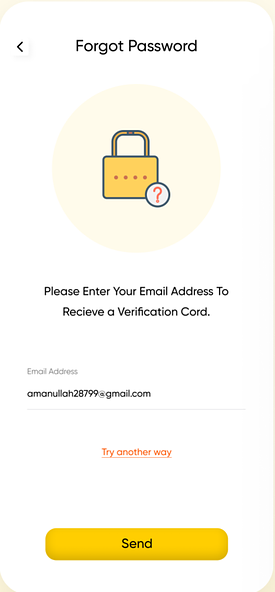 Forgot Password
?
Please Enter Your Email Address To
Recieve a Verification Cord.
Email Address
amanullah28799@gmail.com
Try another way
Send